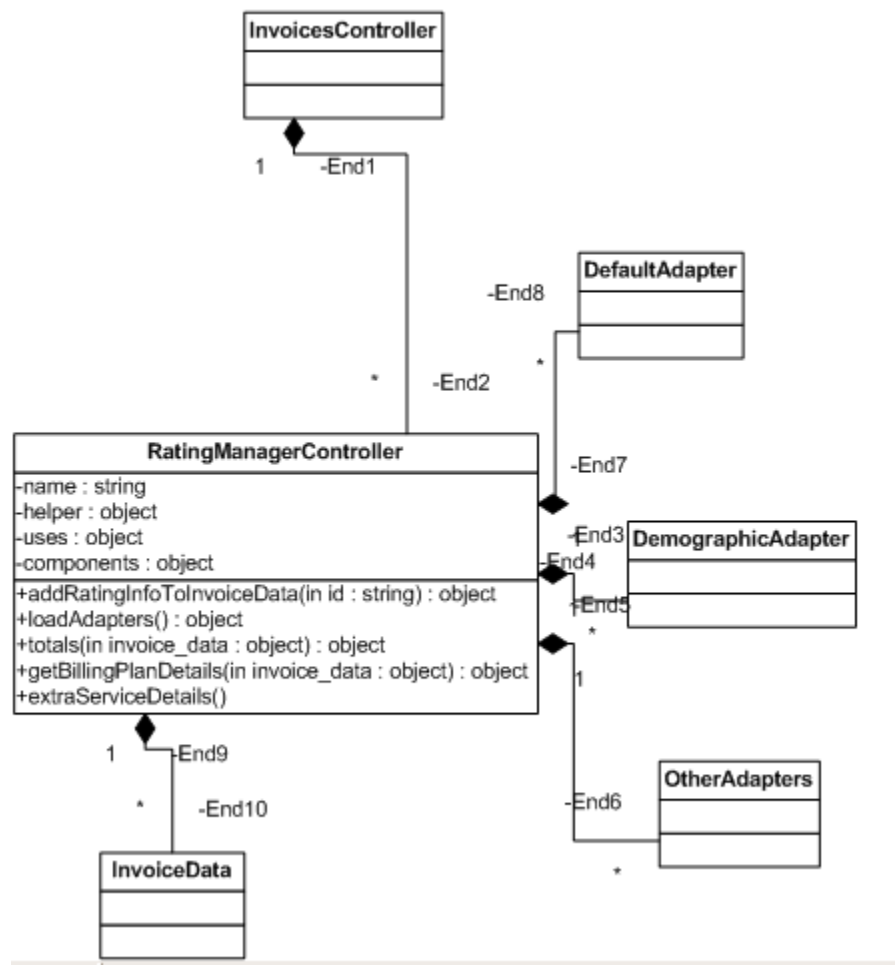 InvoicesController
1
-End1
DefaultAdapter
-End8
*
*
-End2
RatingManagerController
-End7
-name : string
-helper : object
-uses : object
-components : object
-End3
DemographicAdapter
1
-End4
+addRatingInfoToInvoiceData(in id : string) : object
-End5
+loadAdapters() : object
*
+totals(in invoice_data : object) : object
+getBillingPlanDetails(in invoice_data : object) : object
1
+extraServiceDetails()
1
-End9
OtherAdapters
*
-End10
-End6
*
InvoiceData